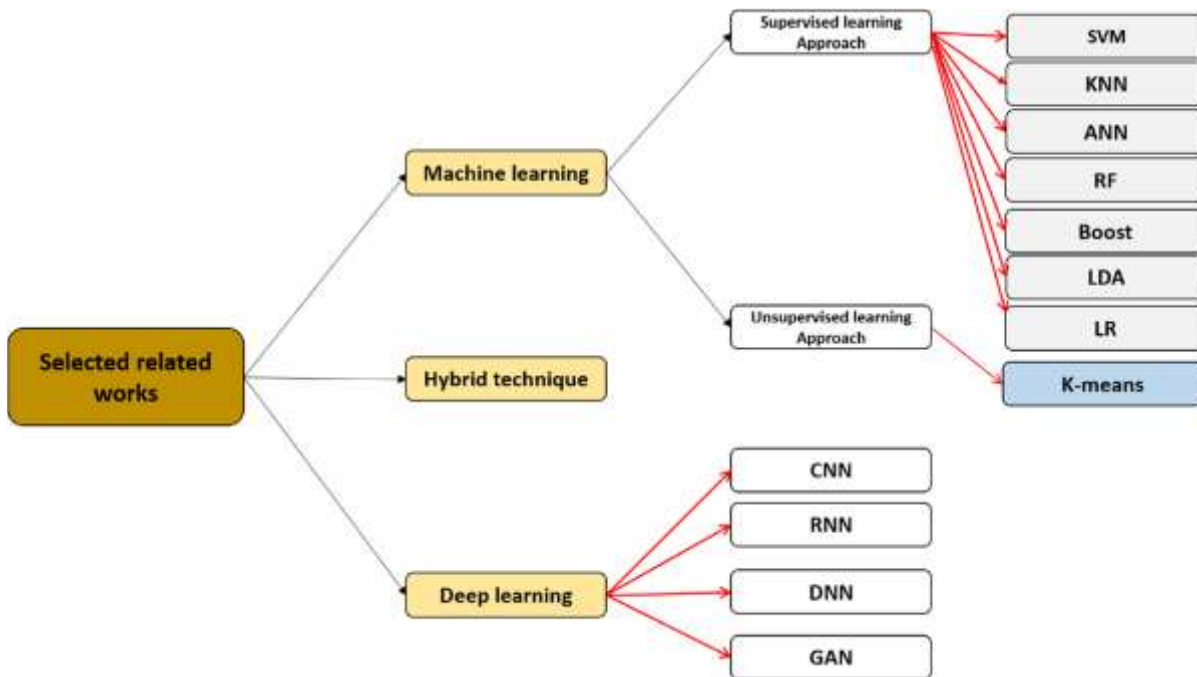 Selected related
works
Machine learning
Hybrid technique
Deep learning
Supervised learning
Approach
Unsupervised learning
Approach
SVM
KNN
ANN
RF
Boost
LDA
LR
K-means
CNN
RNN
DNN
GAN